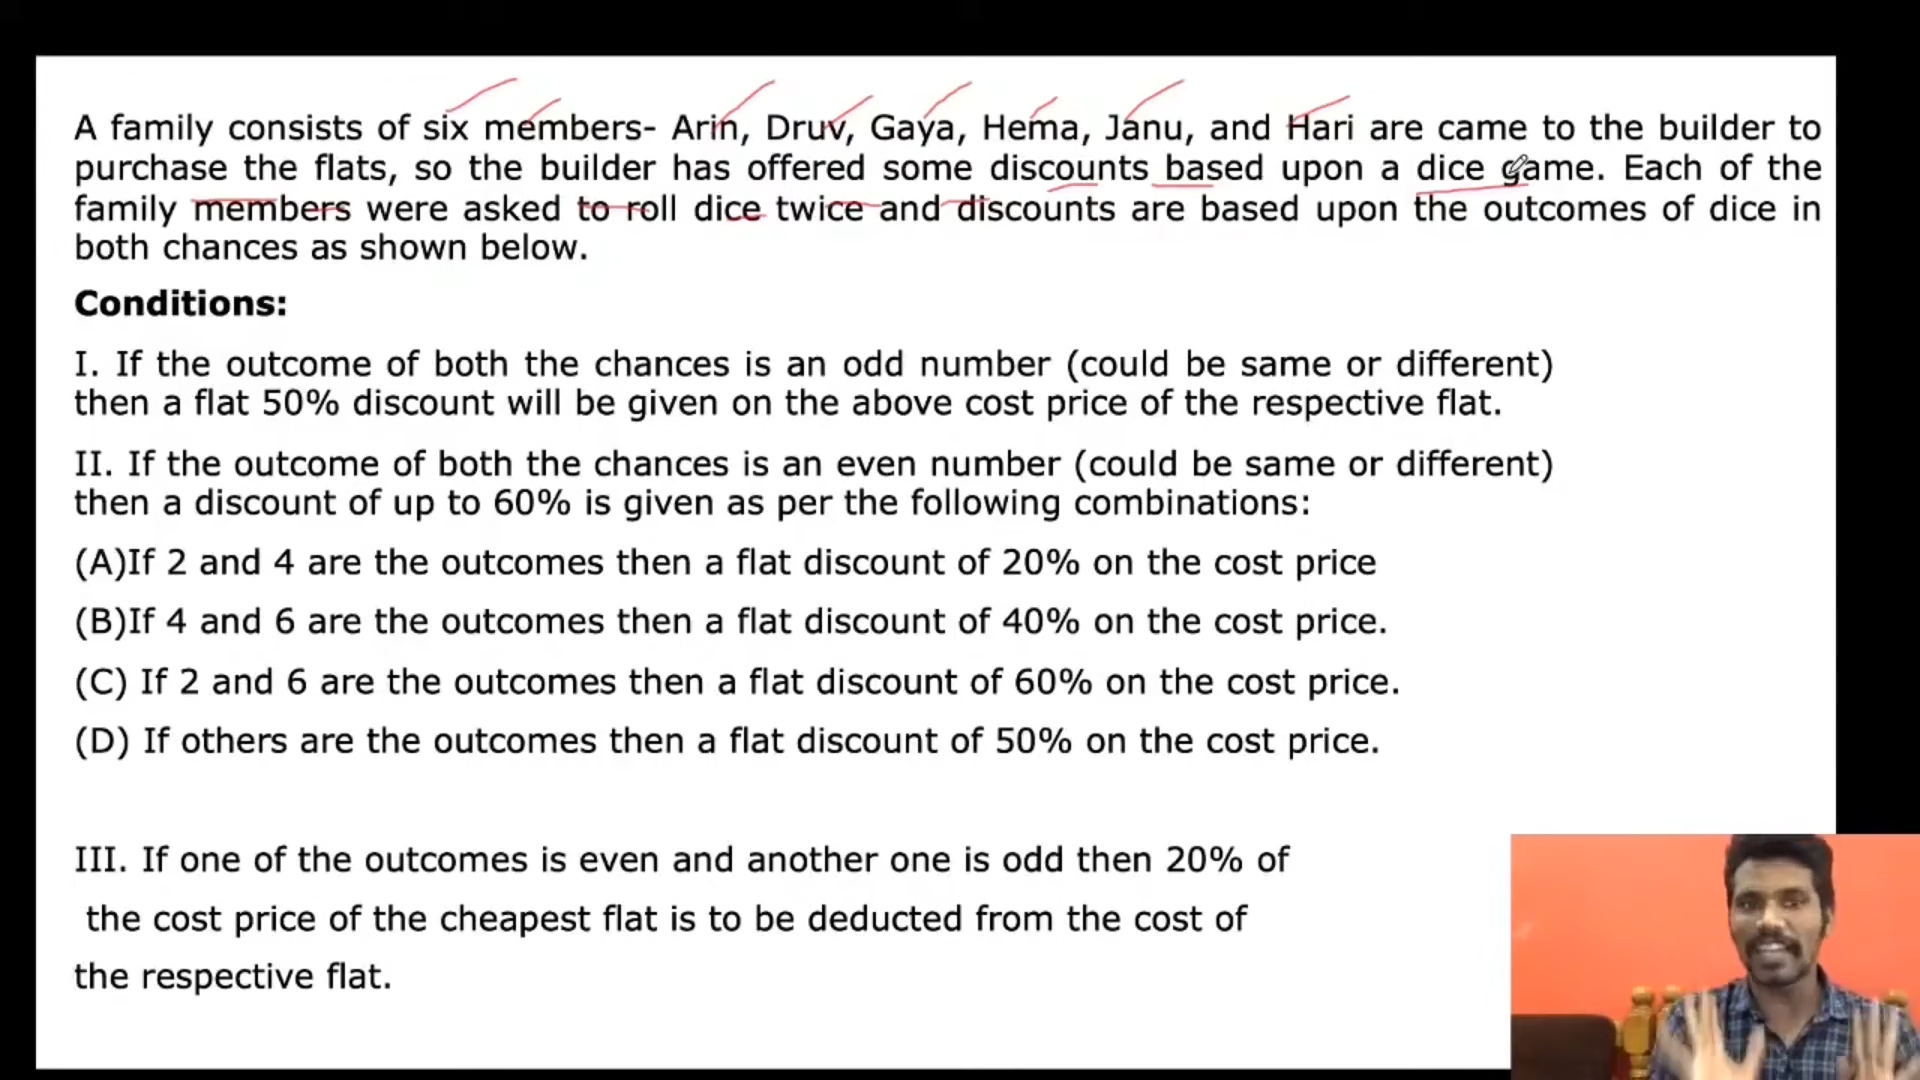 A family consists of six members- Arin, Druv, Gaya, Hema, Janu, and Hari are came to the builder to
purchase the flats, so the builder has offered some discounts based upon a dice game. Each of the
family members were asked to roll dice twice and discounts are based upon the outcomes of dice in
both chances as shown below.
Conditions:
I. If the outcome of both the chances is an odd number (could be same or different)
then a flat 50% discount will be given on the above cost price of the respective flat.
II. If the outcome of both the chances is an even number (could be same or different)
then a discount of up to 60% is given as per the following combinations:
(A)If 2 and 4 are the outcomes then a flat discount of 20% on the cost price
(B)If 4 and 6 are the outcomes then a flat discount of 40% on the cost price.
(C) If 2 and 6 are the outcomes then a flat discount of 60% on the cost price.
(D) If others are the outcomes then a flat discount of 50% on the cost price.
III. If one of the outcomes is even and another one is odd then 20% of
the cost price of the cheapest flat is to be deducted from the cost of
the respective flat.